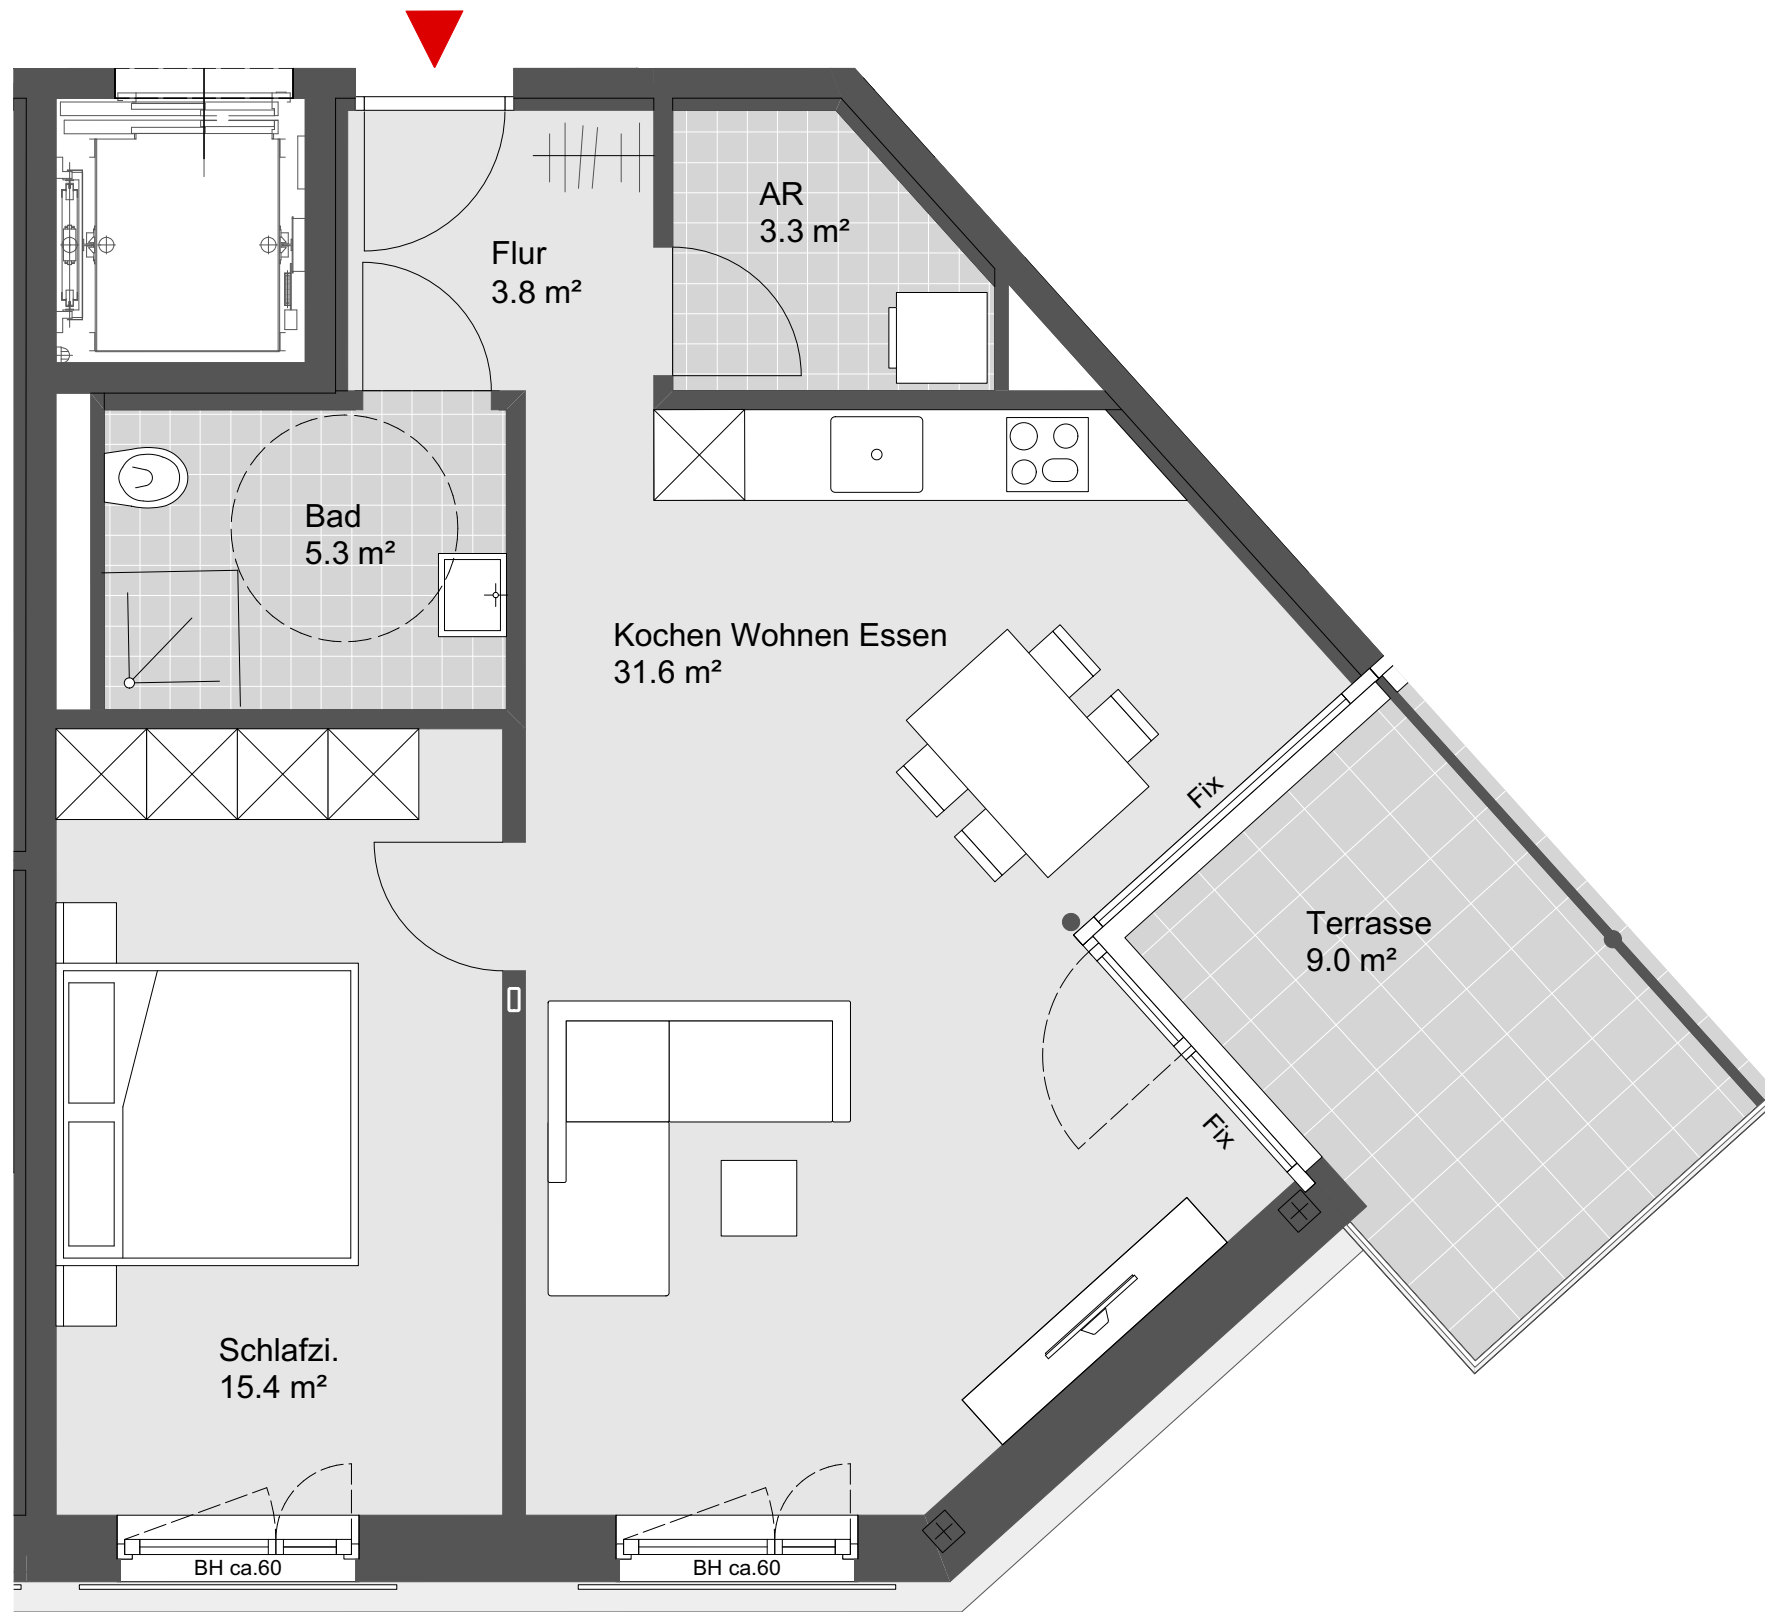 AR
3.3 m²
Flur
3.8 m²
Bad
5.3 m²
Kochen Wohnen Essen
31.6 m²
Fix
Terrasse
9.0 m²
Fix
Schlafzi.
15.4 m²
BH ca.60
BH ca.60